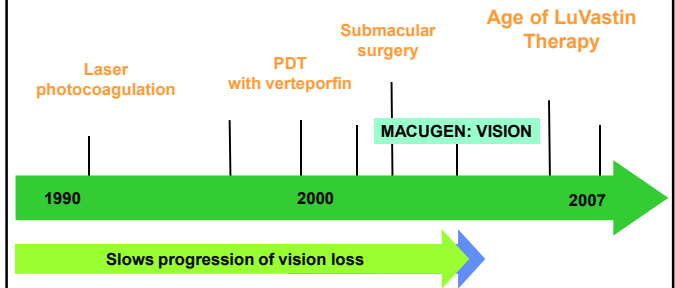 Laser
photocoagulation
PDT
with verteporfin
Submacular
surgery
Age of LuVastin
Therapy
MACUGEN: VISION
1990
2000
2007
Slows progression of vision loss